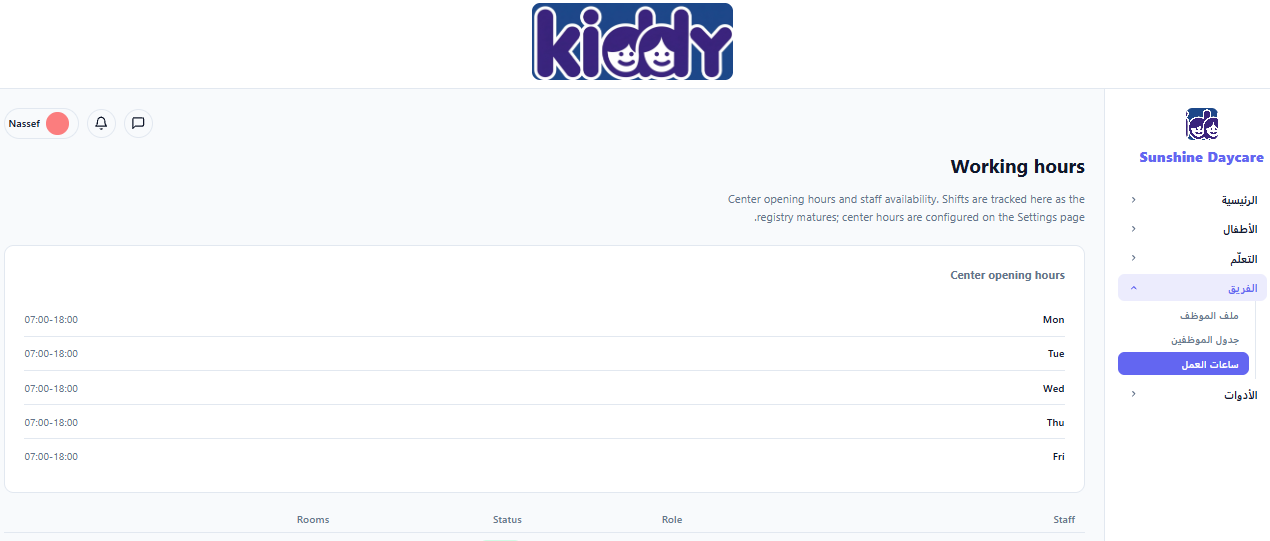 kiddy
Sunshine Daycare
الرئيسية
الأطفال
التعلّم
الفريق
ملف الموظف
جدول الموظفين
ساعات العمل
الأدوات
Nassef
Working hours
Center opening hours and staff availability. Shifts are tracked here as the
.registry matures; center hours are configured on the Settings page
Center opening hours
Mon 07:00-18:00
Tue 07:00-18:00
Wed 07:00-18:00
Thu 07:00-18:00
Fri 07:00-18:00
Staff Role Status Rooms